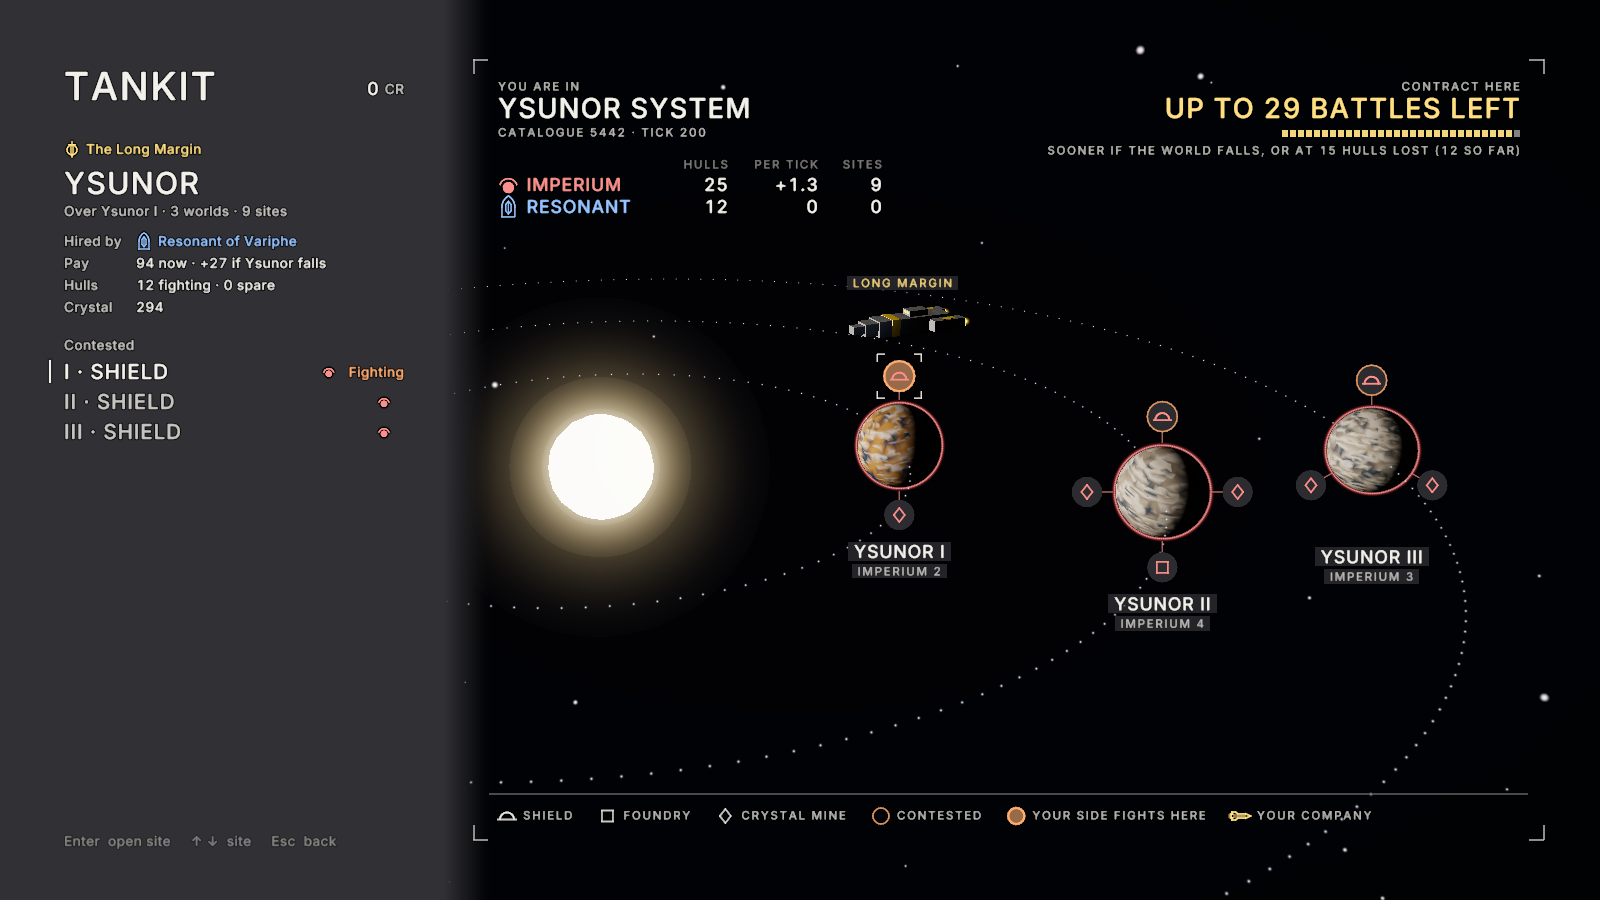 TANKIT
0 CR
The Long Margin
YSUNOR
Over Ysunor I · 3 worlds · 9 sites
Hired by Resonant of Variphe
Pay 94 now · +27 if Ysunor falls
Hulls 12 fighting · 0 spare
Crystal 294
Contested
I · SHIELD Fighting
II · SHIELD
III · SHIELD
Enter open site ↑ ↓ site Esc back
YOU ARE IN
YSUNOR SYSTEM
CATALOGUE 5442 · TICK 200
HULLS PER TICK SITES
IMPERIUM 25 +1.3 9
RESONANT 12 0 0
CONTRACT HERE
UP TO 29 BATTLES LEFT
SOONER IF THE WORLD FALLS, OR AT 15 HULLS LOST (12 SO FAR)
LONG MARGIN
YSUNOR I
IMPERIUM 2
YSUNOR II
IMPERIUM 4
YSUNOR III
IMPERIUM 3
SHIELD FOUNDRY CRYSTAL MINE CONTESTED YOUR SIDE FIGHTS HERE YOUR COMPANY